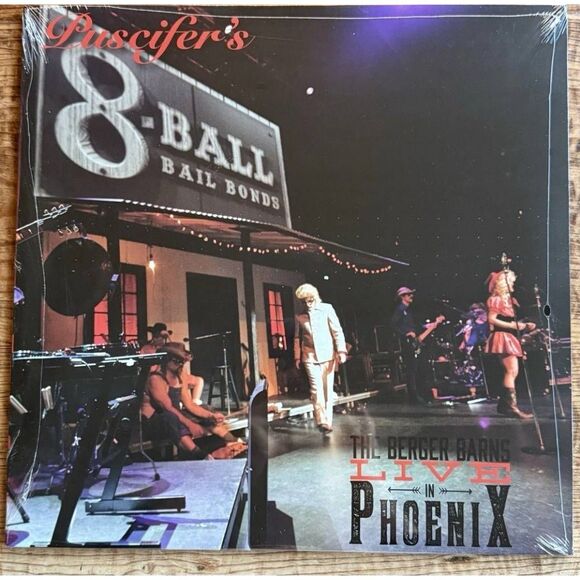 Puscifer's
8-BALL
BAIL BONDS
THE BERGER BARNS
LIVE
IN
PHOENIX